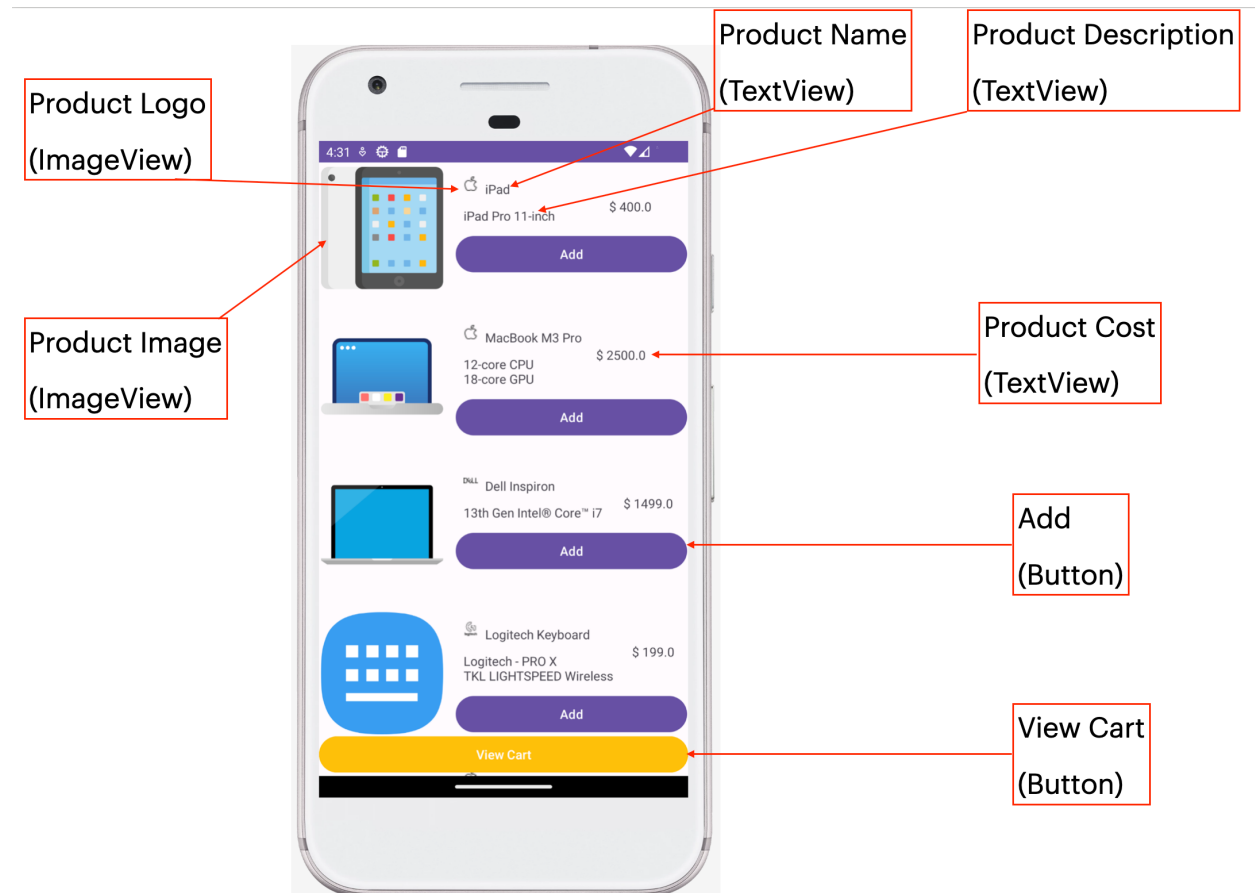 Product Name
(TextView)
Product Description
(TextView)
Product Logo
(ImageView)
4:31
iPad
iPad Pro 11-inch
$ 400.0
Add
Product Image
(ImageView)
MacBook M3 Pro
$ 2500.0
12-core CPU
18-core GPU
Add
Product Cost
(TextView)
DELL
Dell Inspiron
13th Gen Intel® Core™ i7
$ 1499.0
Add
Add
(Button)
Logitech Keyboard
$ 199.0
Logitech - PRO X
TKL LIGHTSPEED Wireless
Add
View Cart
View Cart
(Button)